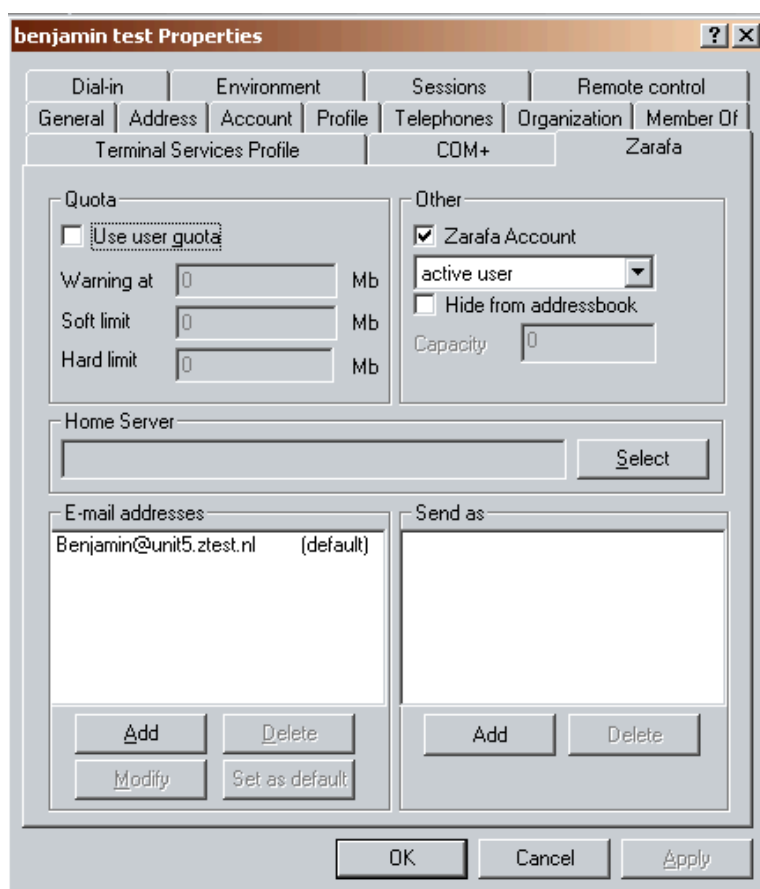 benjamin test Properties
Dial-in Environment Sessions Remote control
General Address Account Profile Telephones Organization Member Of
Terminal Services Profile COM+ Zarafa
Quota
Use user quota
Warning at 0 Mb
Soft limit 0 Mb
Hard limit 0 Mb
Other
Zarafa Account
active user
Hide from addressbook
Capacity 0
Home Server
Select
E-mail addresses
Benjamin@unit5.ztest.nl (default)
Add Delete
Modify Set as default
Send as
Add Delete
OK Cancel Apply